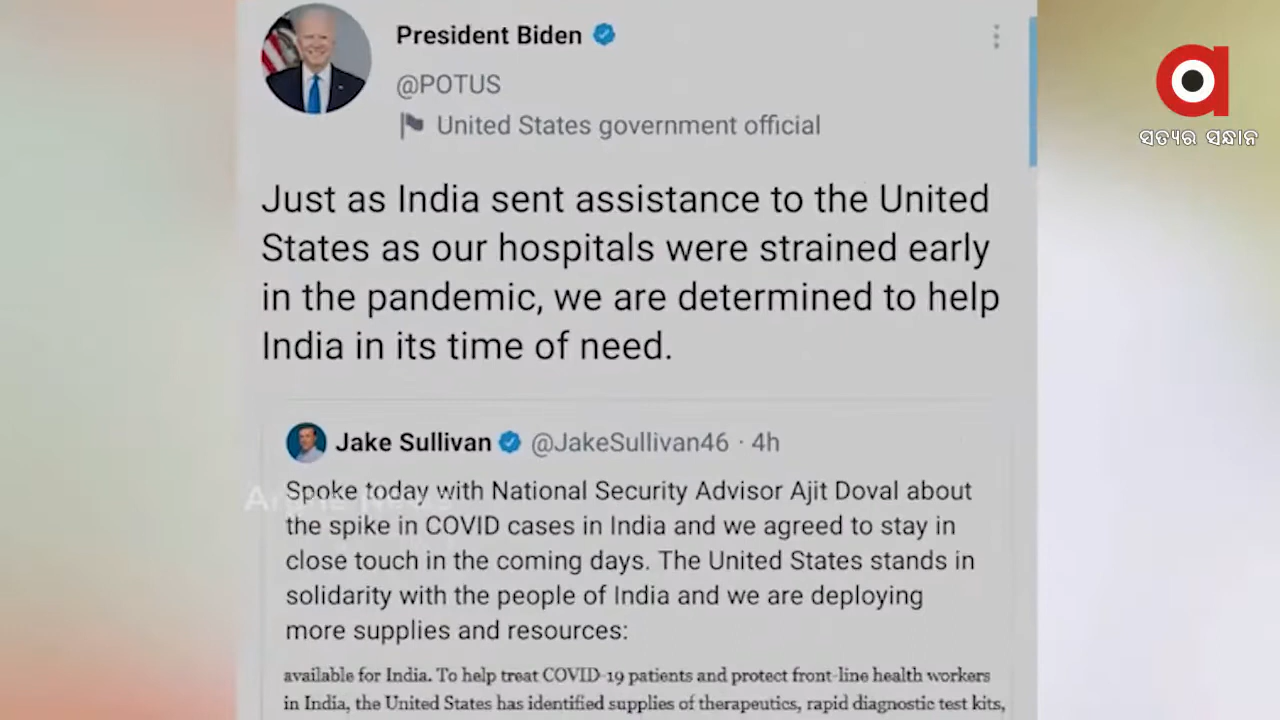 President Biden
@POTUS
United States government official
ସତ୍ୟର ସନ୍ଧାନ
Just as India sent assistance to the United
States as our hospitals were strained early
in the pandemic, we are determined to help
India in its time of need.
Jake Sullivan @JakeSullivan46 · 4h
Spoke today with National Security Advisor Ajit Doval about
the spike in COVID cases in India and we agreed to stay in
close touch in the coming days. The United States stands in
solidarity with the people of India and we are deploying
more supplies and resources:
available for India. To help treat COVID-19 patients and protect front-line health workers
in India, the United States has identified supplies of therapeutics, rapid diagnostic test kits,